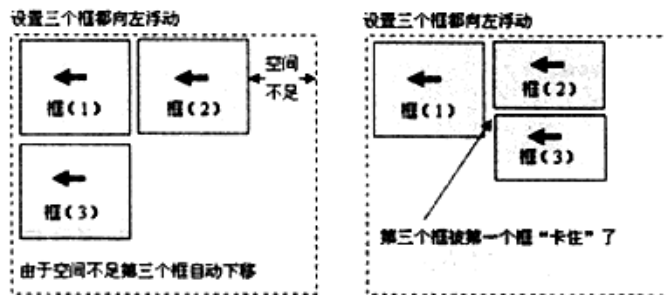 设置三个框都向左浮动
框(1)
框(2)
空间
不足
框(3)
由于空间不足第三个框自动下移
设置三个框都向左浮动
框(1)
框(2)
框(3)
第三个框被第一个框“卡住”了